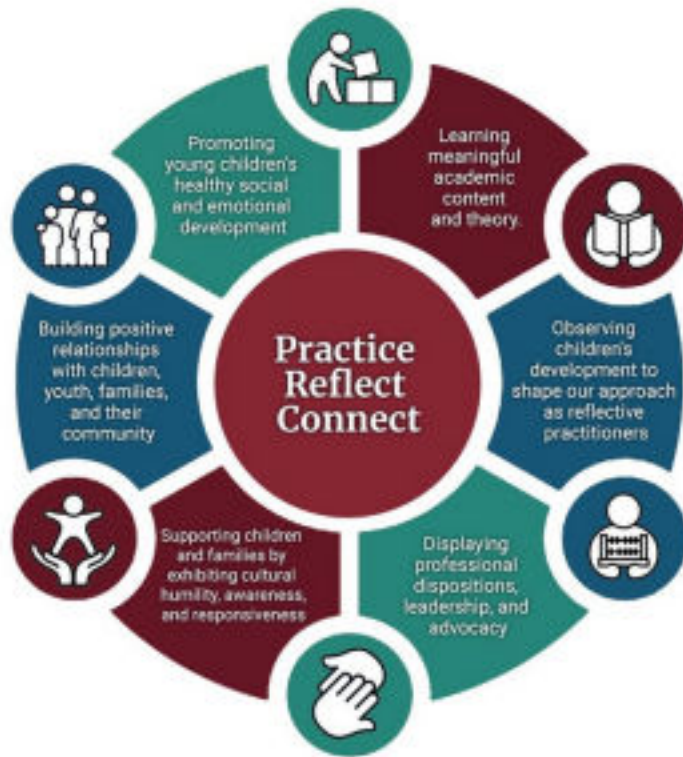 Promoting
young children's
healthy social
and emotional
development
Learning
meaningful
academic
content
and theory.
Building positive
relationships
with children,
youth, families,
and their
community
Practice
Reflect
Connect
Observing
children's
development to
shape our approach
as reflective
practitioners
Supporting children
and families by
exhibiting cultural
humility, awareness,
and responsiveness
Displaying
professional
dispositions,
leadership, and
advocacy